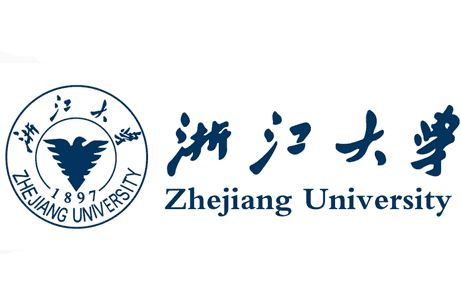 浙江大学
1897
ZHEJIANG UNIVERSITY
浙江大学
Zhejiang University